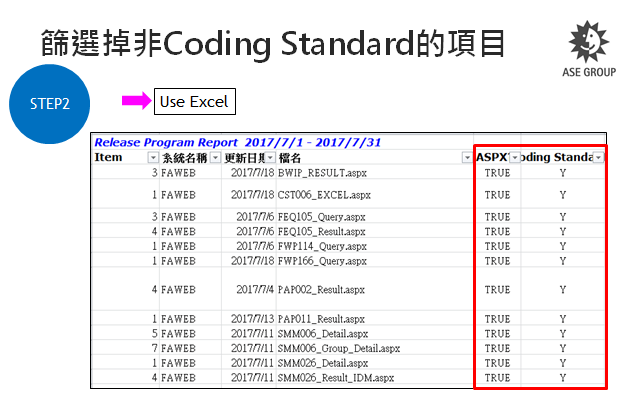 篩選掉非Coding Standard的項目
ASE GROUP
STEP2
Use Excel
Release Program Report 2017/7/1 - 2017/7/31
Item 系統名稱 更新日期 檔名 ASPX oding Standa
3 FAWEB 2017/7/18 BWIP_RESULT.aspx TRUE Y
1 FAWEB 2017/7/18 CST006_EXCEL.aspx TRUE Y
3 FAWEB 2017/7/6 FEQ105_Query.aspx TRUE Y
4 FAWEB 2017/7/6 FEQ105_Result.aspx TRUE Y
1 FAWEB 2017/7/6 FWP114_Query.aspx TRUE Y
1 FAWEB 2017/7/18 FWP166_Query.aspx TRUE Y
4 FAWEB 2017/7/4 PAP002_Result.aspx TRUE Y
1 FAWEB 2017/7/13 PAP011_Result.aspx TRUE Y
5 FAWEB 2017/7/11 SMM006_Detail.aspx TRUE Y
7 FAWEB 2017/7/11 SMM006_Group_Detail.aspx TRUE Y
1 FAWEB 2017/7/11 SMM026_Detail.aspx TRUE Y
4 FAWEB 2017/7/11 SMM026_Result_IDM.aspx TRUE Y